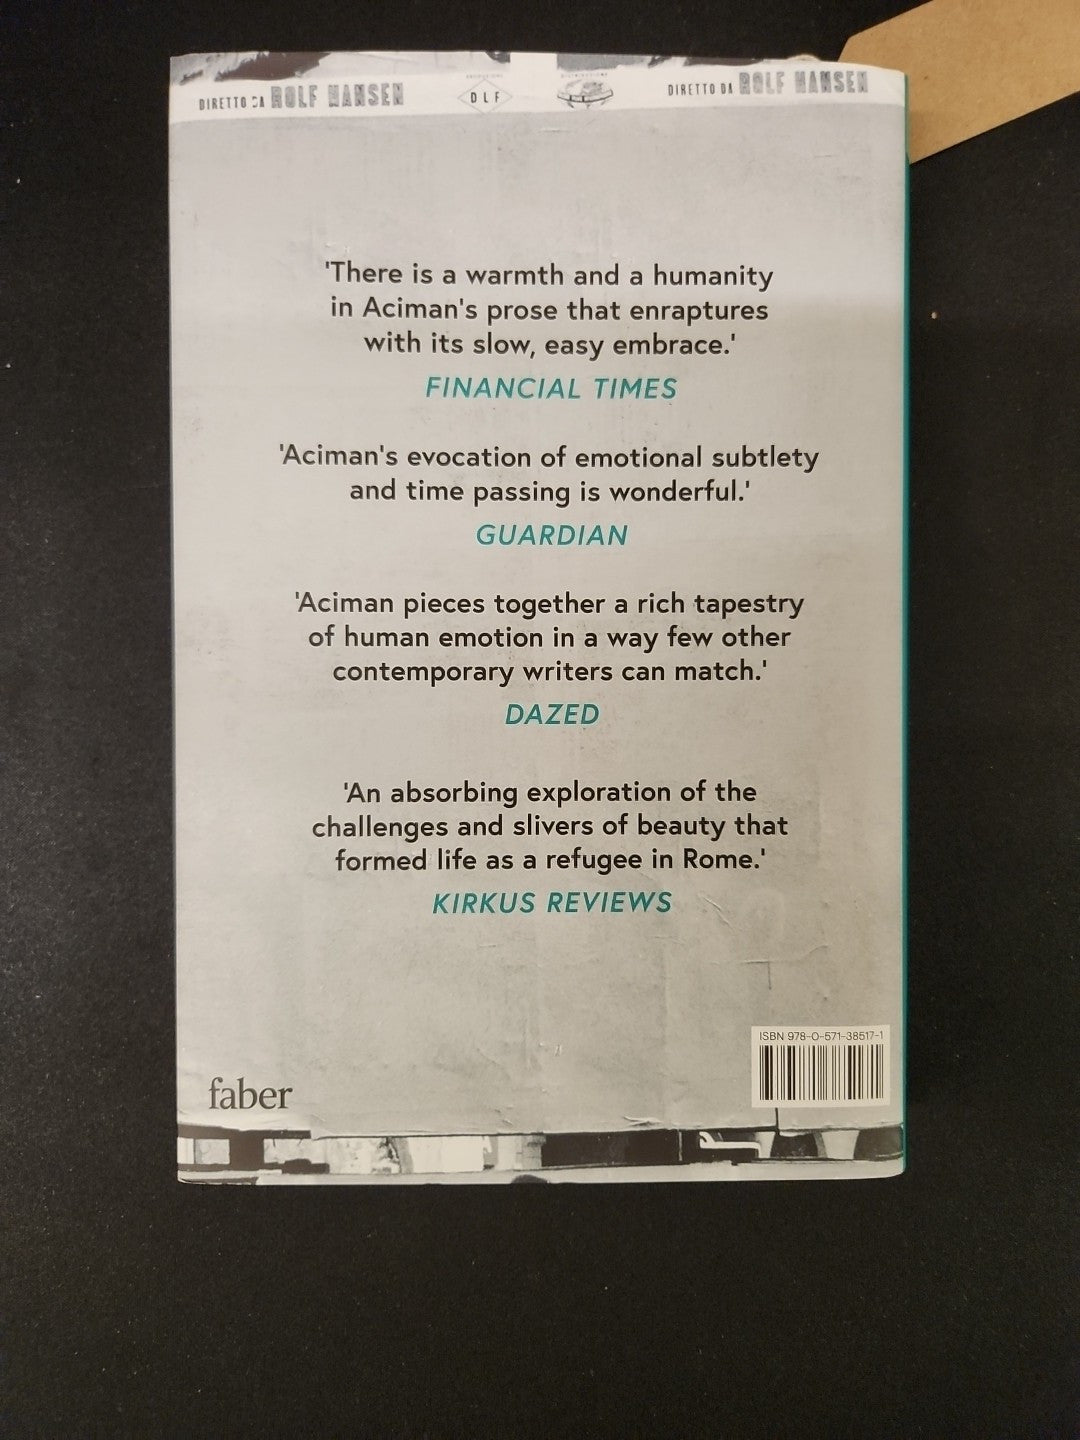 DIRETTO DA ROLF HANSEN
DLF
DIRETTO DA ROLF HANSEN
'There is a warmth and a humanity
in Aciman's prose that enraptures
with its slow, easy embrace.'
FINANCIAL TIMES
'Aciman's evocation of emotional subtlety
and time passing is wonderful.'
GUARDIAN
'Aciman pieces together a rich tapestry
of human emotion in a way few other
contemporary writers can match.'
DAZED
'An absorbing exploration of the
challenges and slivers of beauty that
formed life as a refugee in Rome.'
KIRKUS REVIEWS
ISBN 978-0-571-38517-1
faber